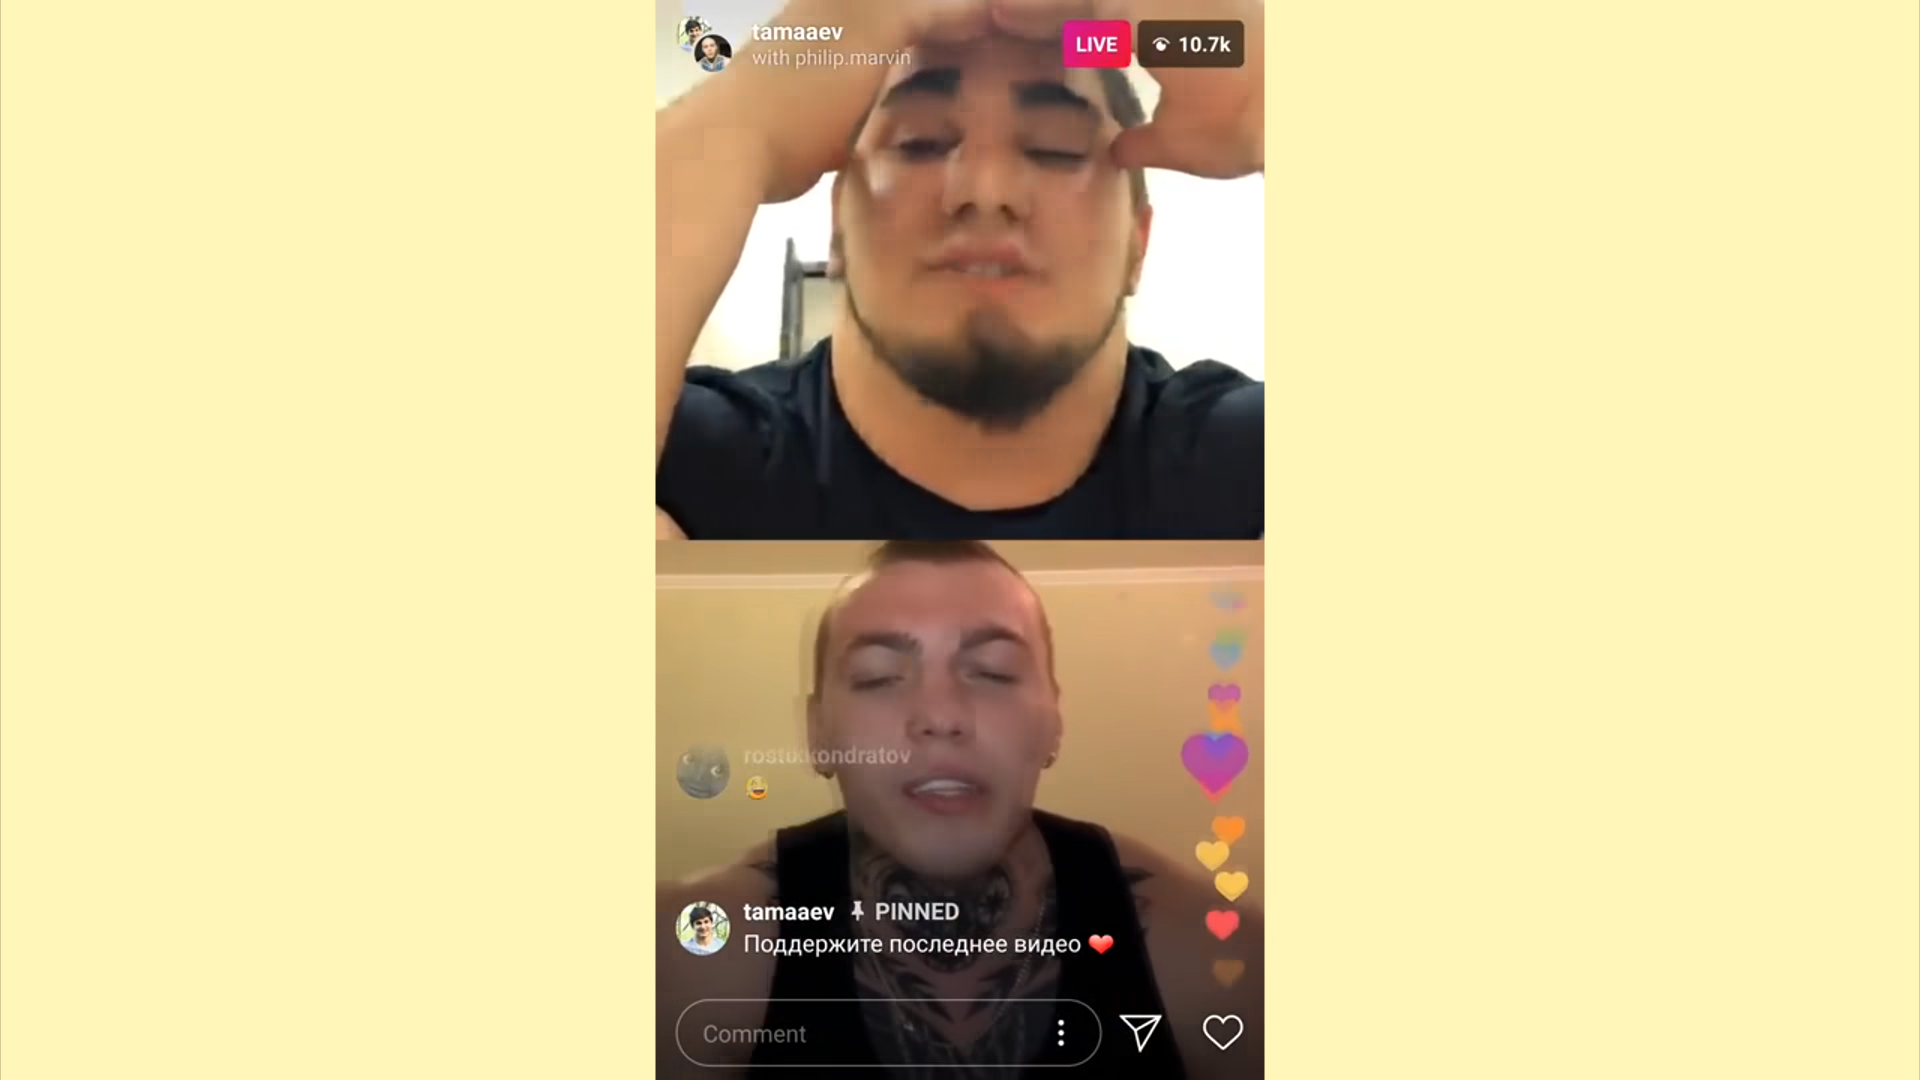 tamaaev
with philip.marvin
LIVE
10.7k
tamaaev PINNED
Поддержите последнее видео ❤
Comment